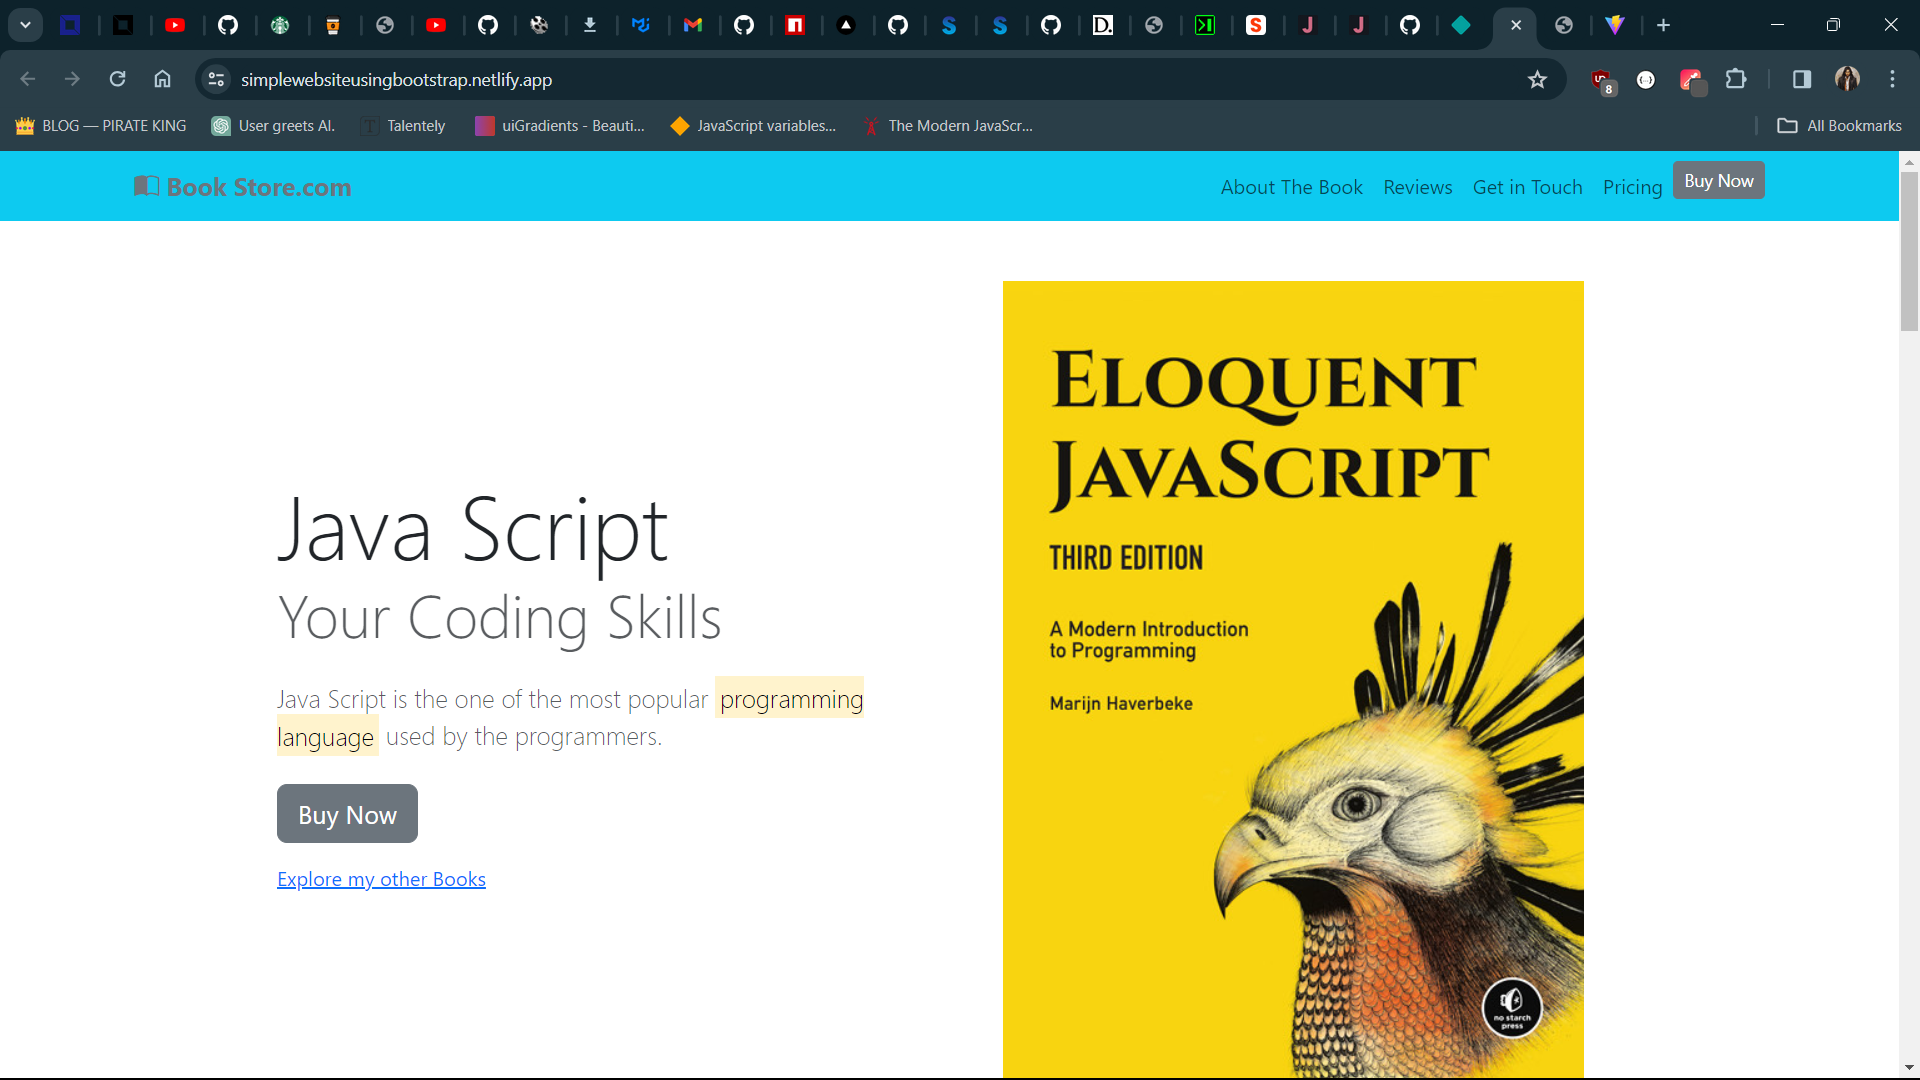 simplewebsiteusingbootstrap.netlify.app
8
BLOG — PIRATE KING
User greets AI.
Talentely
uiGradients - Beauti...
JavaScript variables...
The Modern JavaScr...
All Bookmarks
Book Store.com
About The Book
Reviews
Get in Touch
Pricing
Buy Now
Java Script
Your Coding Skills
Java Script is the one of the most popular programming
language used by the programmers.
Buy Now
Explore my other Books
ELOQUENT
JAVASCRIPT
THIRD EDITION
A Modern Introduction
to Programming
Marijn Haverbeke
no starch
press